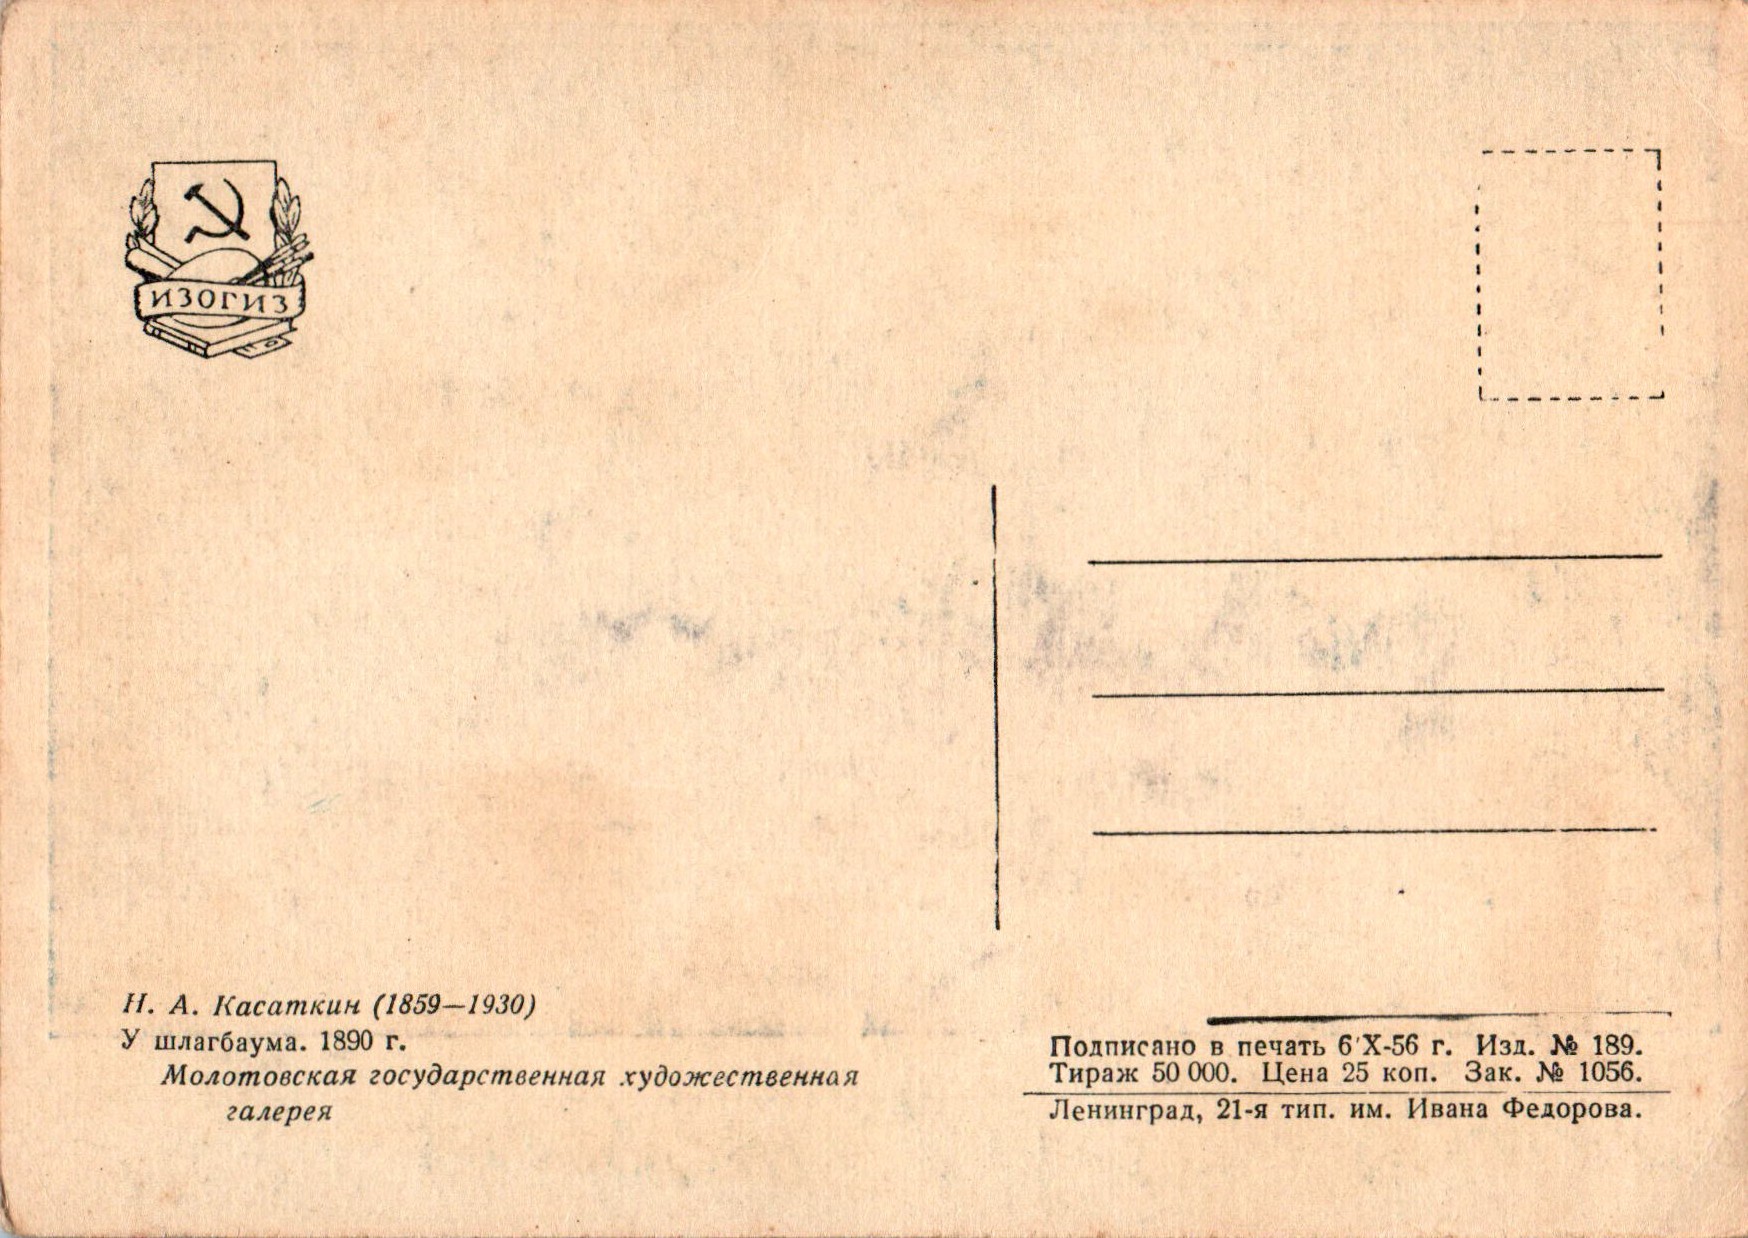 ИЗОГИЗ
Н. А. Касаткин (1859—1930)
У шлагбаума. 1890 г.
Молотовская государственная художественная
галерея
Подписано в печать 6/X-56 г. Изд. № 189.
Тираж 50 000. Цена 25 коп. Зак. № 1056.
Ленинград, 21-я тип. им. Ивана Федорова.